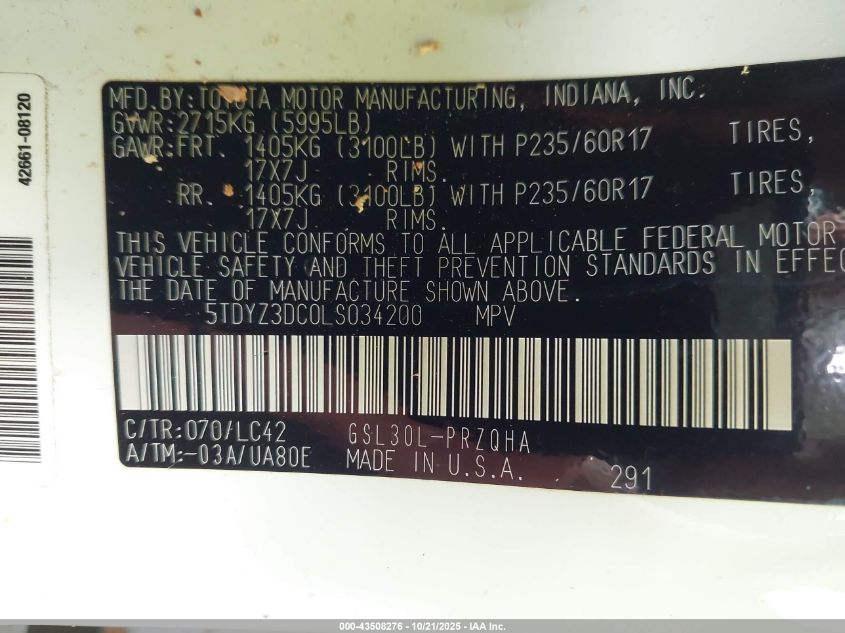 42661-08120
MFD.BY:TOYOTA MOTOR MANUFACTURING, INDIANA, INC.
GVWR:2715KG (5995LB)
GAWR:FRT. 1405KG (3100LB) WITH P235/60R17 TIRES,
17X7J RIMS.
RR. 1405KG (3100LB) WITH P235/60R17 TIRES,
17X7J RIMS.
THIS VEHICLE CONFORMS TO ALL APPLICABLE FEDERAL MOTOR
VEHICLE SAFETY AND THEFT PREVENTION STANDARDS IN EFFEC
THE DATE OF MANUFACTURE SHOWN ABOVE.
5TDYZ3DC0LS034200 MPV
C/TR:070/LC42 GSL30L-PRZQHA
A/TM:-03A/UA80E MADE IN U.S.A. 291
000-43508276 - 10/21/2025 - IAA Inc.